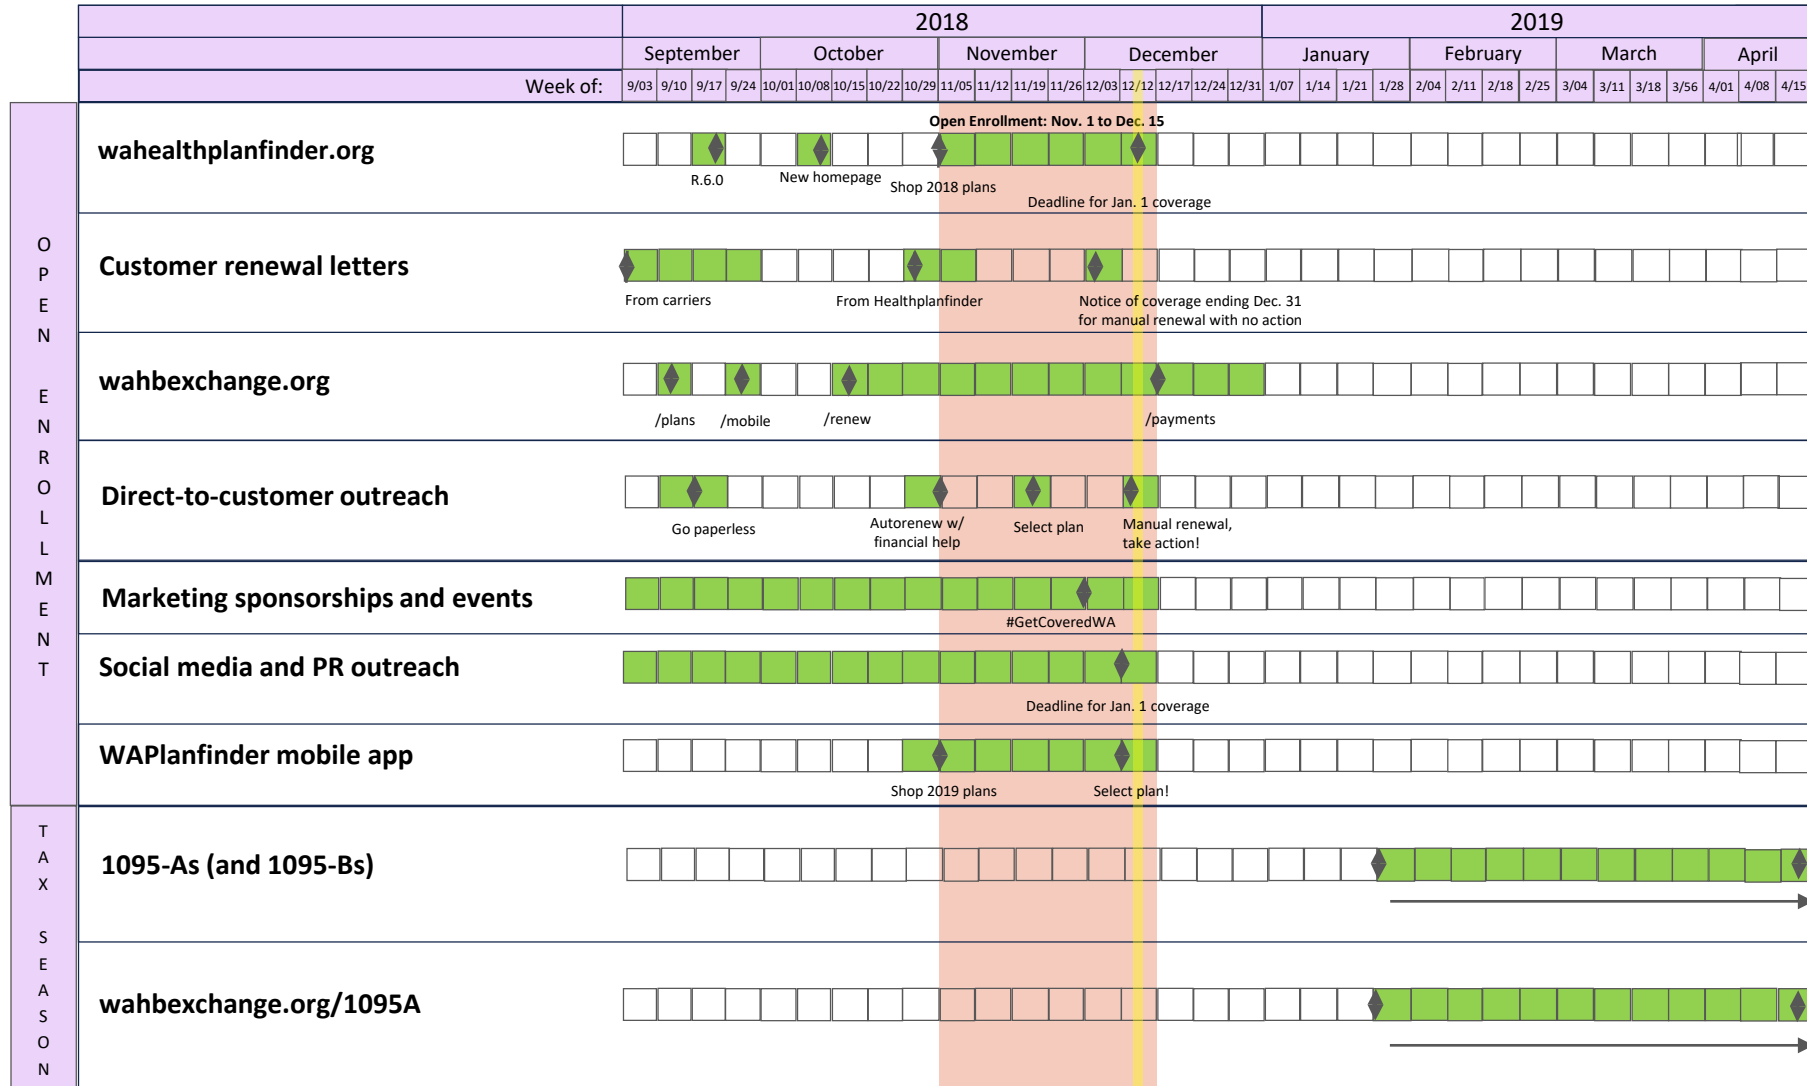 2018 2019
September October November December January February March April
Week of: 9/03 9/10 9/17 9/24 10/01 10/08 10/15 10/22 10/29 11/05 11/12 11/19 11/26 12/03 12/12 12/17 12/24 12/31 1/07 1/14 1/21 1/28 2/04 2/11 2/18 2/25 3/04 3/11 3/18 3/56 4/01 4/08 4/15
OPEN ENROLLMENT
Open Enrollment: Nov. 1 to Dec. 15
wahealthplanfinder.org
R.6.0 New homepage Shop 2018 plans
Deadline for Jan. 1 coverage
Customer renewal letters
From carriers From Healthplanfinder Notice of coverage ending Dec. 31
for manual renewal with no action
wahbexchange.org
/plans /mobile /renew /payments
Direct-to-customer outreach
Go paperless Autorenew w/ Select plan Manual renewal,
financial help take action!
Marketing sponsorships and events
#GetCoveredWA
Social media and PR outreach
Deadline for Jan. 1 coverage
WAPlanfinder mobile app
Shop 2019 plans Select plan!
TAX SEASON
1095-As (and 1095-Bs)
wahbexchange.org/1095A